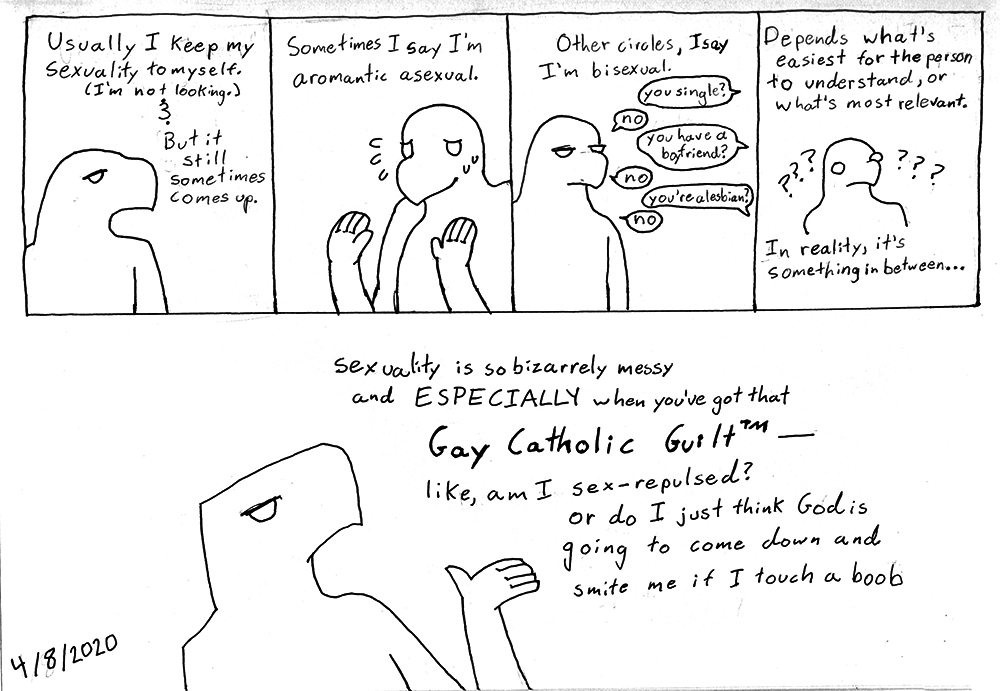 Usually I keep my
sexuality to myself.
(I'm not looking.)
But it
still
sometimes
comes up.
Sometimes I say I'm
aromantic asexual.
Other circles, I say
I'm bisexual.
you single?
no
you have a
boyfriend?
no
you're a lesbian?
no
Depends what's
easiest for the person
to understand, or
what's most relevant.
? ? ? ? ? ?
In reality, it's
something in between...
sexuality is so bizarrely messy
and ESPECIALLY when you've got that
Gay Catholic Guilt™ —
like, am I sex-repulsed?
or do I just think God is
going to come down and
smite me if I touch a boob
4/8/2020